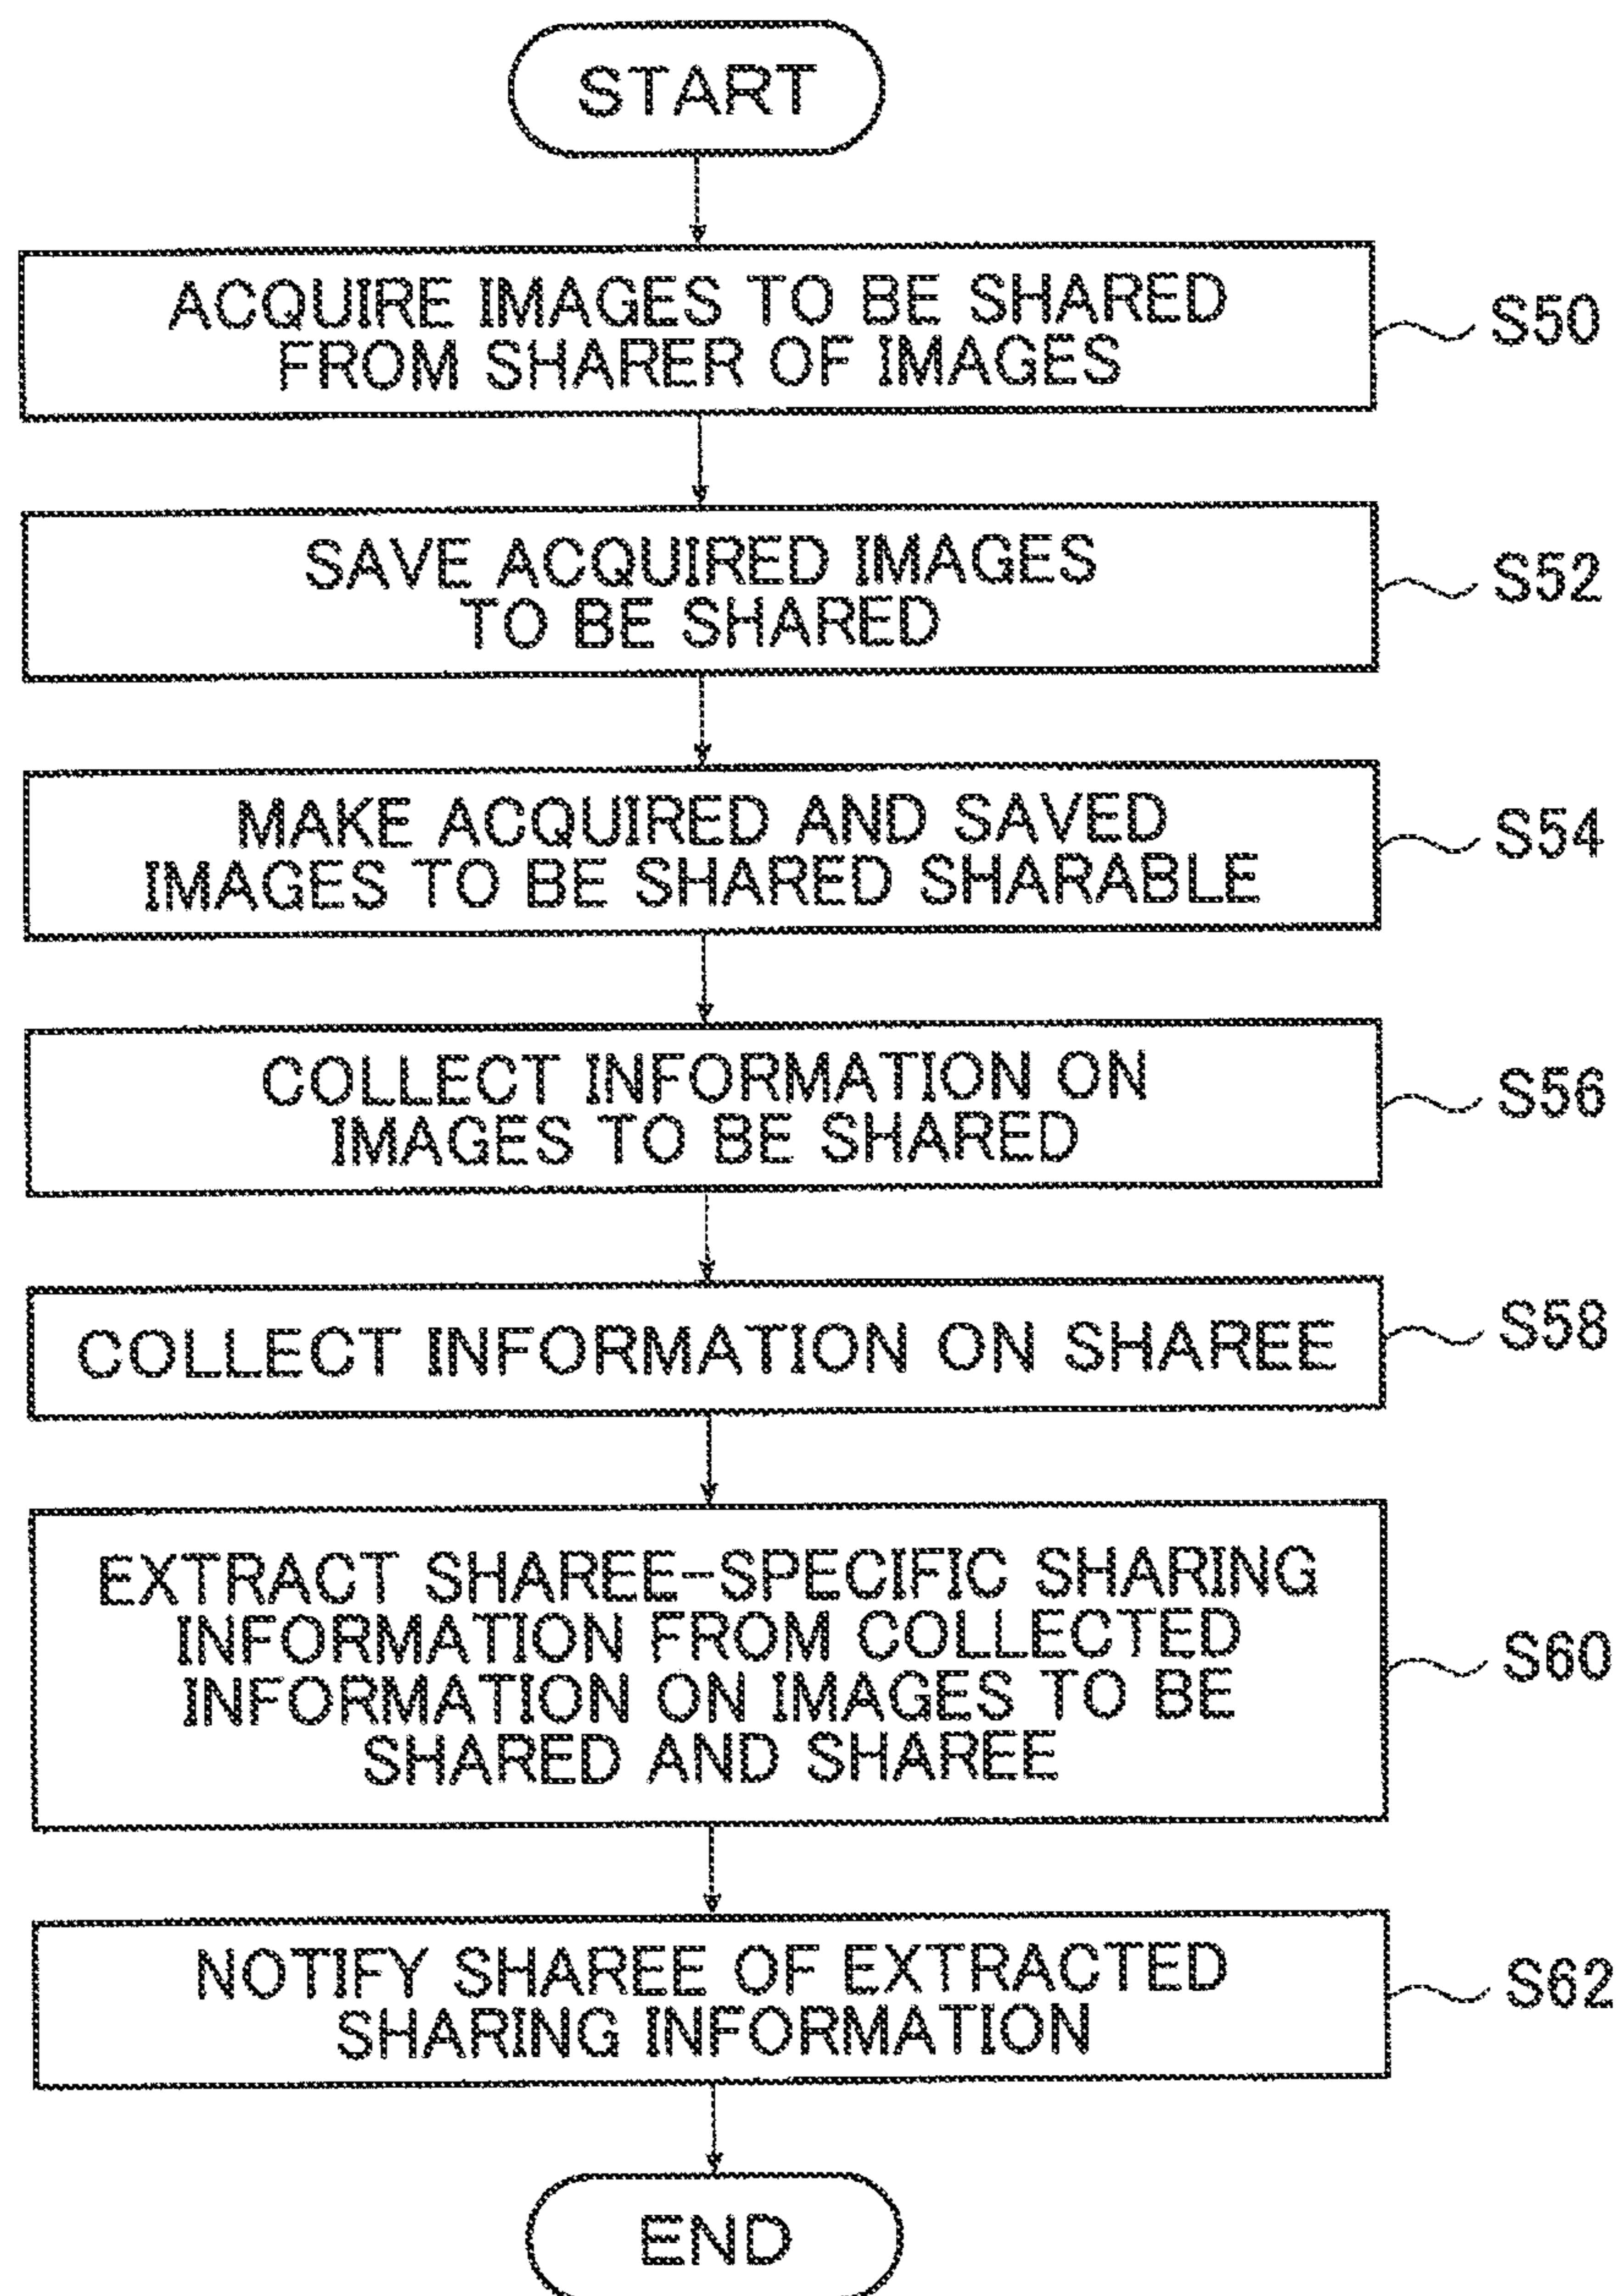 START
ACQUIRE IMAGES TO BE SHARED
FROM SHARER OF IMAGES
S50
SAVE ACQUIRED IMAGES
TO BE SHARED
S52
MAKE ACQUIRED AND SAVED
IMAGES TO BE SHARED SHARABLE
S54
COLLECT INFORMATION ON
IMAGES TO BE SHARED
S56
COLLECT INFORMATION ON SHAREE
S58
EXTRACT SHAREE-SPECIFIC SHARING
INFORMATION FROM COLLECTED
INFORMATION ON IMAGES TO BE
SHARED AND SHAREE
S60
NOTIFY SHAREE OF EXTRACTED
SHARING INFORMATION
S62
END